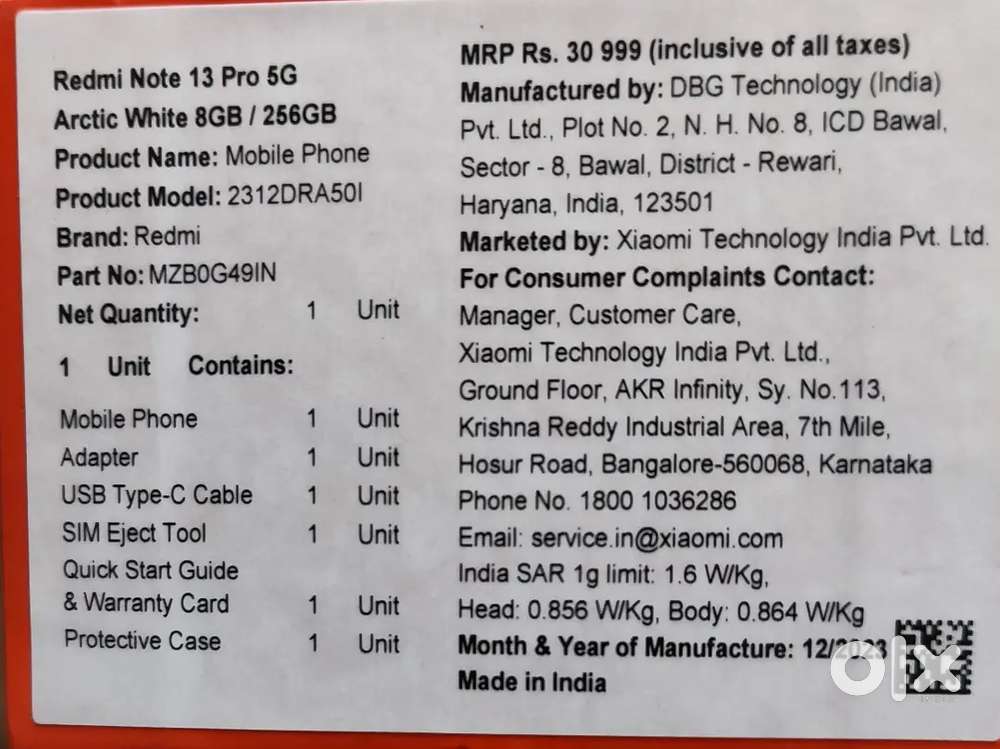 Redmi Note 13 Pro 5G
Arctic White 8GB / 256GB
Product Name: Mobile Phone
Product Model: 2312DRA50I
Brand: Redmi
Part No: MZB0G49IN
Net Quantity: 1 Unit
1 Unit Contains:
Mobile Phone 1 Unit
Adapter 1 Unit
USB Type-C Cable 1 Unit
SIM Eject Tool 1 Unit
Quick Start Guide
& Warranty Card 1 Unit
Protective Case 1 Unit
MRP Rs. 30 999 (inclusive of all taxes)
Manufactured by: DBG Technology (India)
Pvt. Ltd., Plot No. 2, N. H. No. 8, ICD Bawal,
Sector - 8, Bawal, District - Rewari,
Haryana, India, 123501
Marketed by: Xiaomi Technology India Pvt. Ltd.
For Consumer Complaints Contact:
Manager, Customer Care,
Xiaomi Technology India Pvt. Ltd.,
Ground Floor, AKR Infinity, Sy. No.113,
Krishna Reddy Industrial Area, 7th Mile,
Hosur Road, Bangalore-560068, Karnataka
Phone No. 1800 1036286
Email: service.in@xiaomi.com
India SAR 1g limit: 1.6 W/Kg,
Head: 0.856 W/Kg, Body: 0.864 W/Kg
Month & Year of Manufacture: 12/2023
Made in India
olx